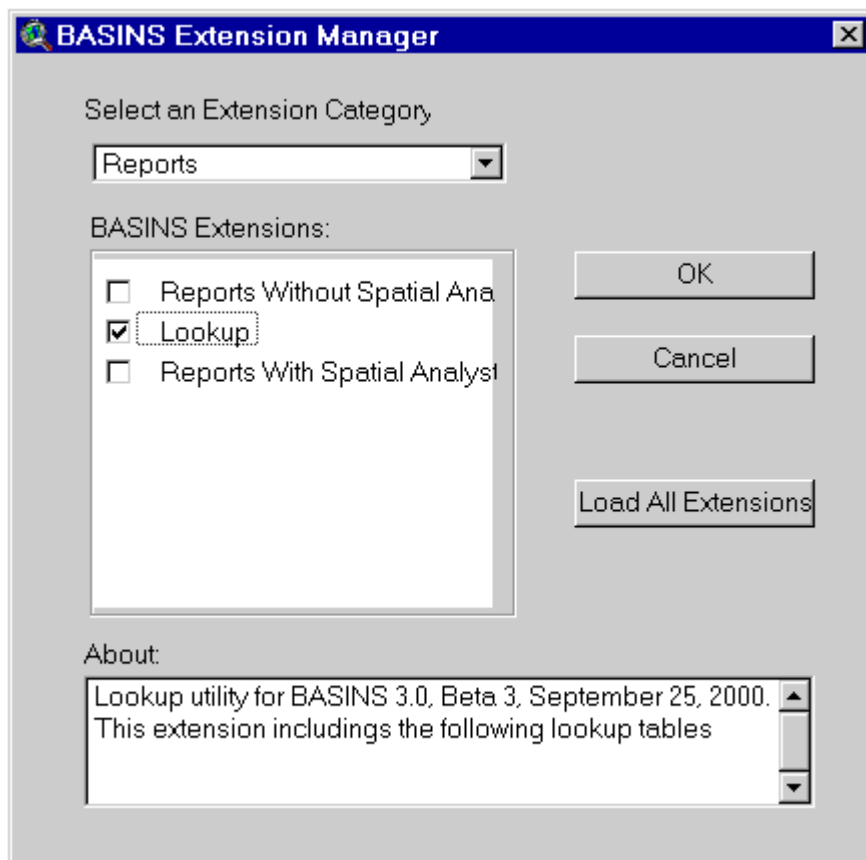 BASINS Extension Manager
Select an Extension Category
Reports
BASINS Extensions:
Reports Without Spatial Ana
Lookup
Reports With Spatial Analyst
OK
Cancel
Load All Extensions
About:
Lookup utility for BASINS 3.0, Beta 3, September 25, 2000.
This extension includings the following lookup tables